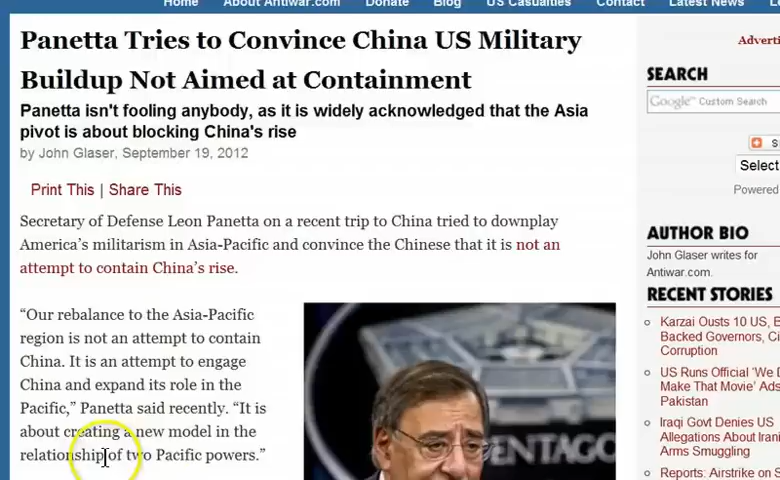 Home About Antiwar.com Donate Blog US Casualties Contact Latest News
Panetta Tries to Convince China US Military
Buildup Not Aimed at Containment
Panetta isn't fooling anybody, as it is widely acknowledged that the Asia
pivot is about blocking China's rise
by John Glaser, September 19, 2012
Print This | Share This
Secretary of Defense Leon Panetta on a recent trip to China tried to downplay
America's militarism in Asia-Pacific and convince the Chinese that it is not an
attempt to contain China's rise.
“Our rebalance to the Asia-Pacific
region is not an attempt to contain
China. It is an attempt to engage
China and expand its role in the
Pacific,” Panetta said recently. “It is
about creating a new model in the
relationship of two Pacific powers.”
ENTAGO
Adverti
SEARCH
Google Custom Search
S
Select
Powered
AUTHOR BIO
John Glaser writes for
Antiwar.com.
RECENT STORIES
Karzai Ousts 10 US, B
Backed Governors, Ci
Corruption
US Runs Official 'We D
Make That Movie' Ads
Pakistan
Iraqi Govt Denies US
Allegations About Irani
Arms Smuggling
Reports: Airstrike on S